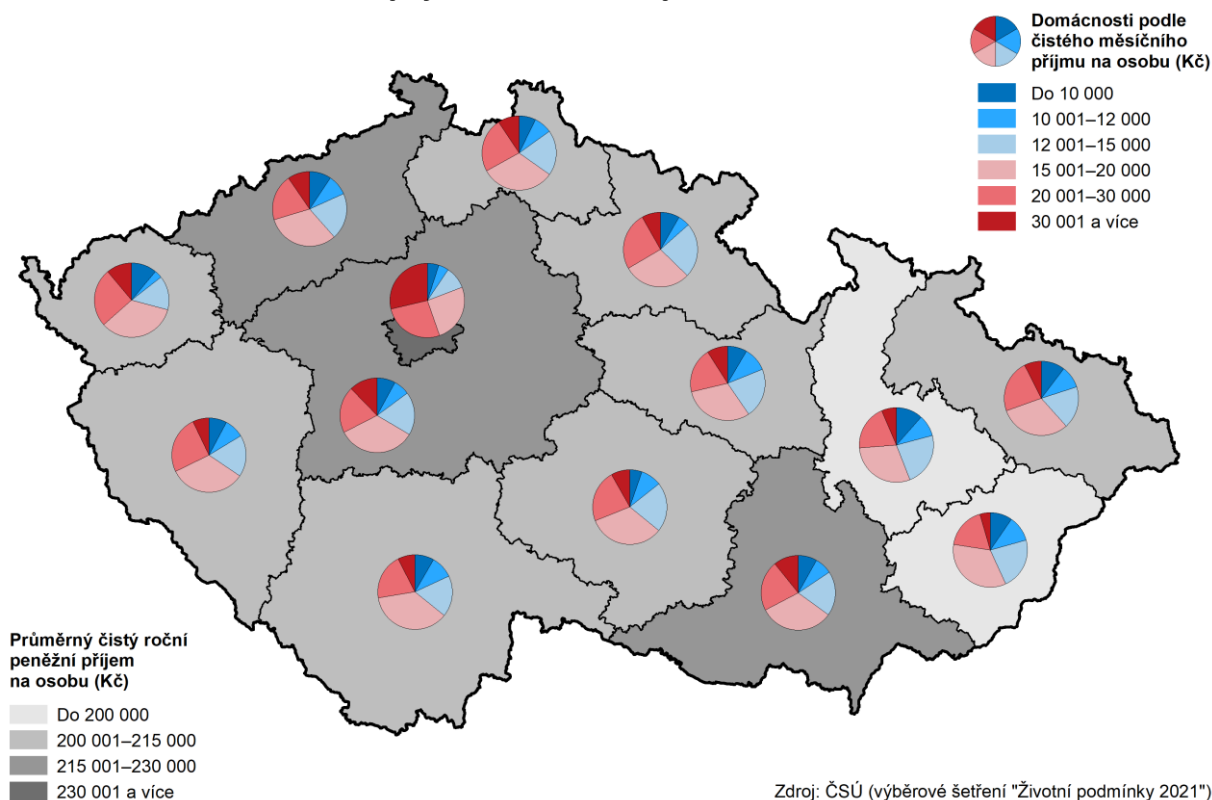 Domácnosti podle
čistého měsíčního
příjmu na osobu (Kč)
Do 10 000
10 001–12 000
12 001–15 000
15 001–20 000
20 001–30 000
30 001 a více
Průměrný čistý roční
peněžní příjem
na osobu (Kč)
Do 200 000
200 001–215 000
215 001–230 000
230 001 a více
Zdroj: ČSÚ (výběrové šetření "Životní podmínky 2021")